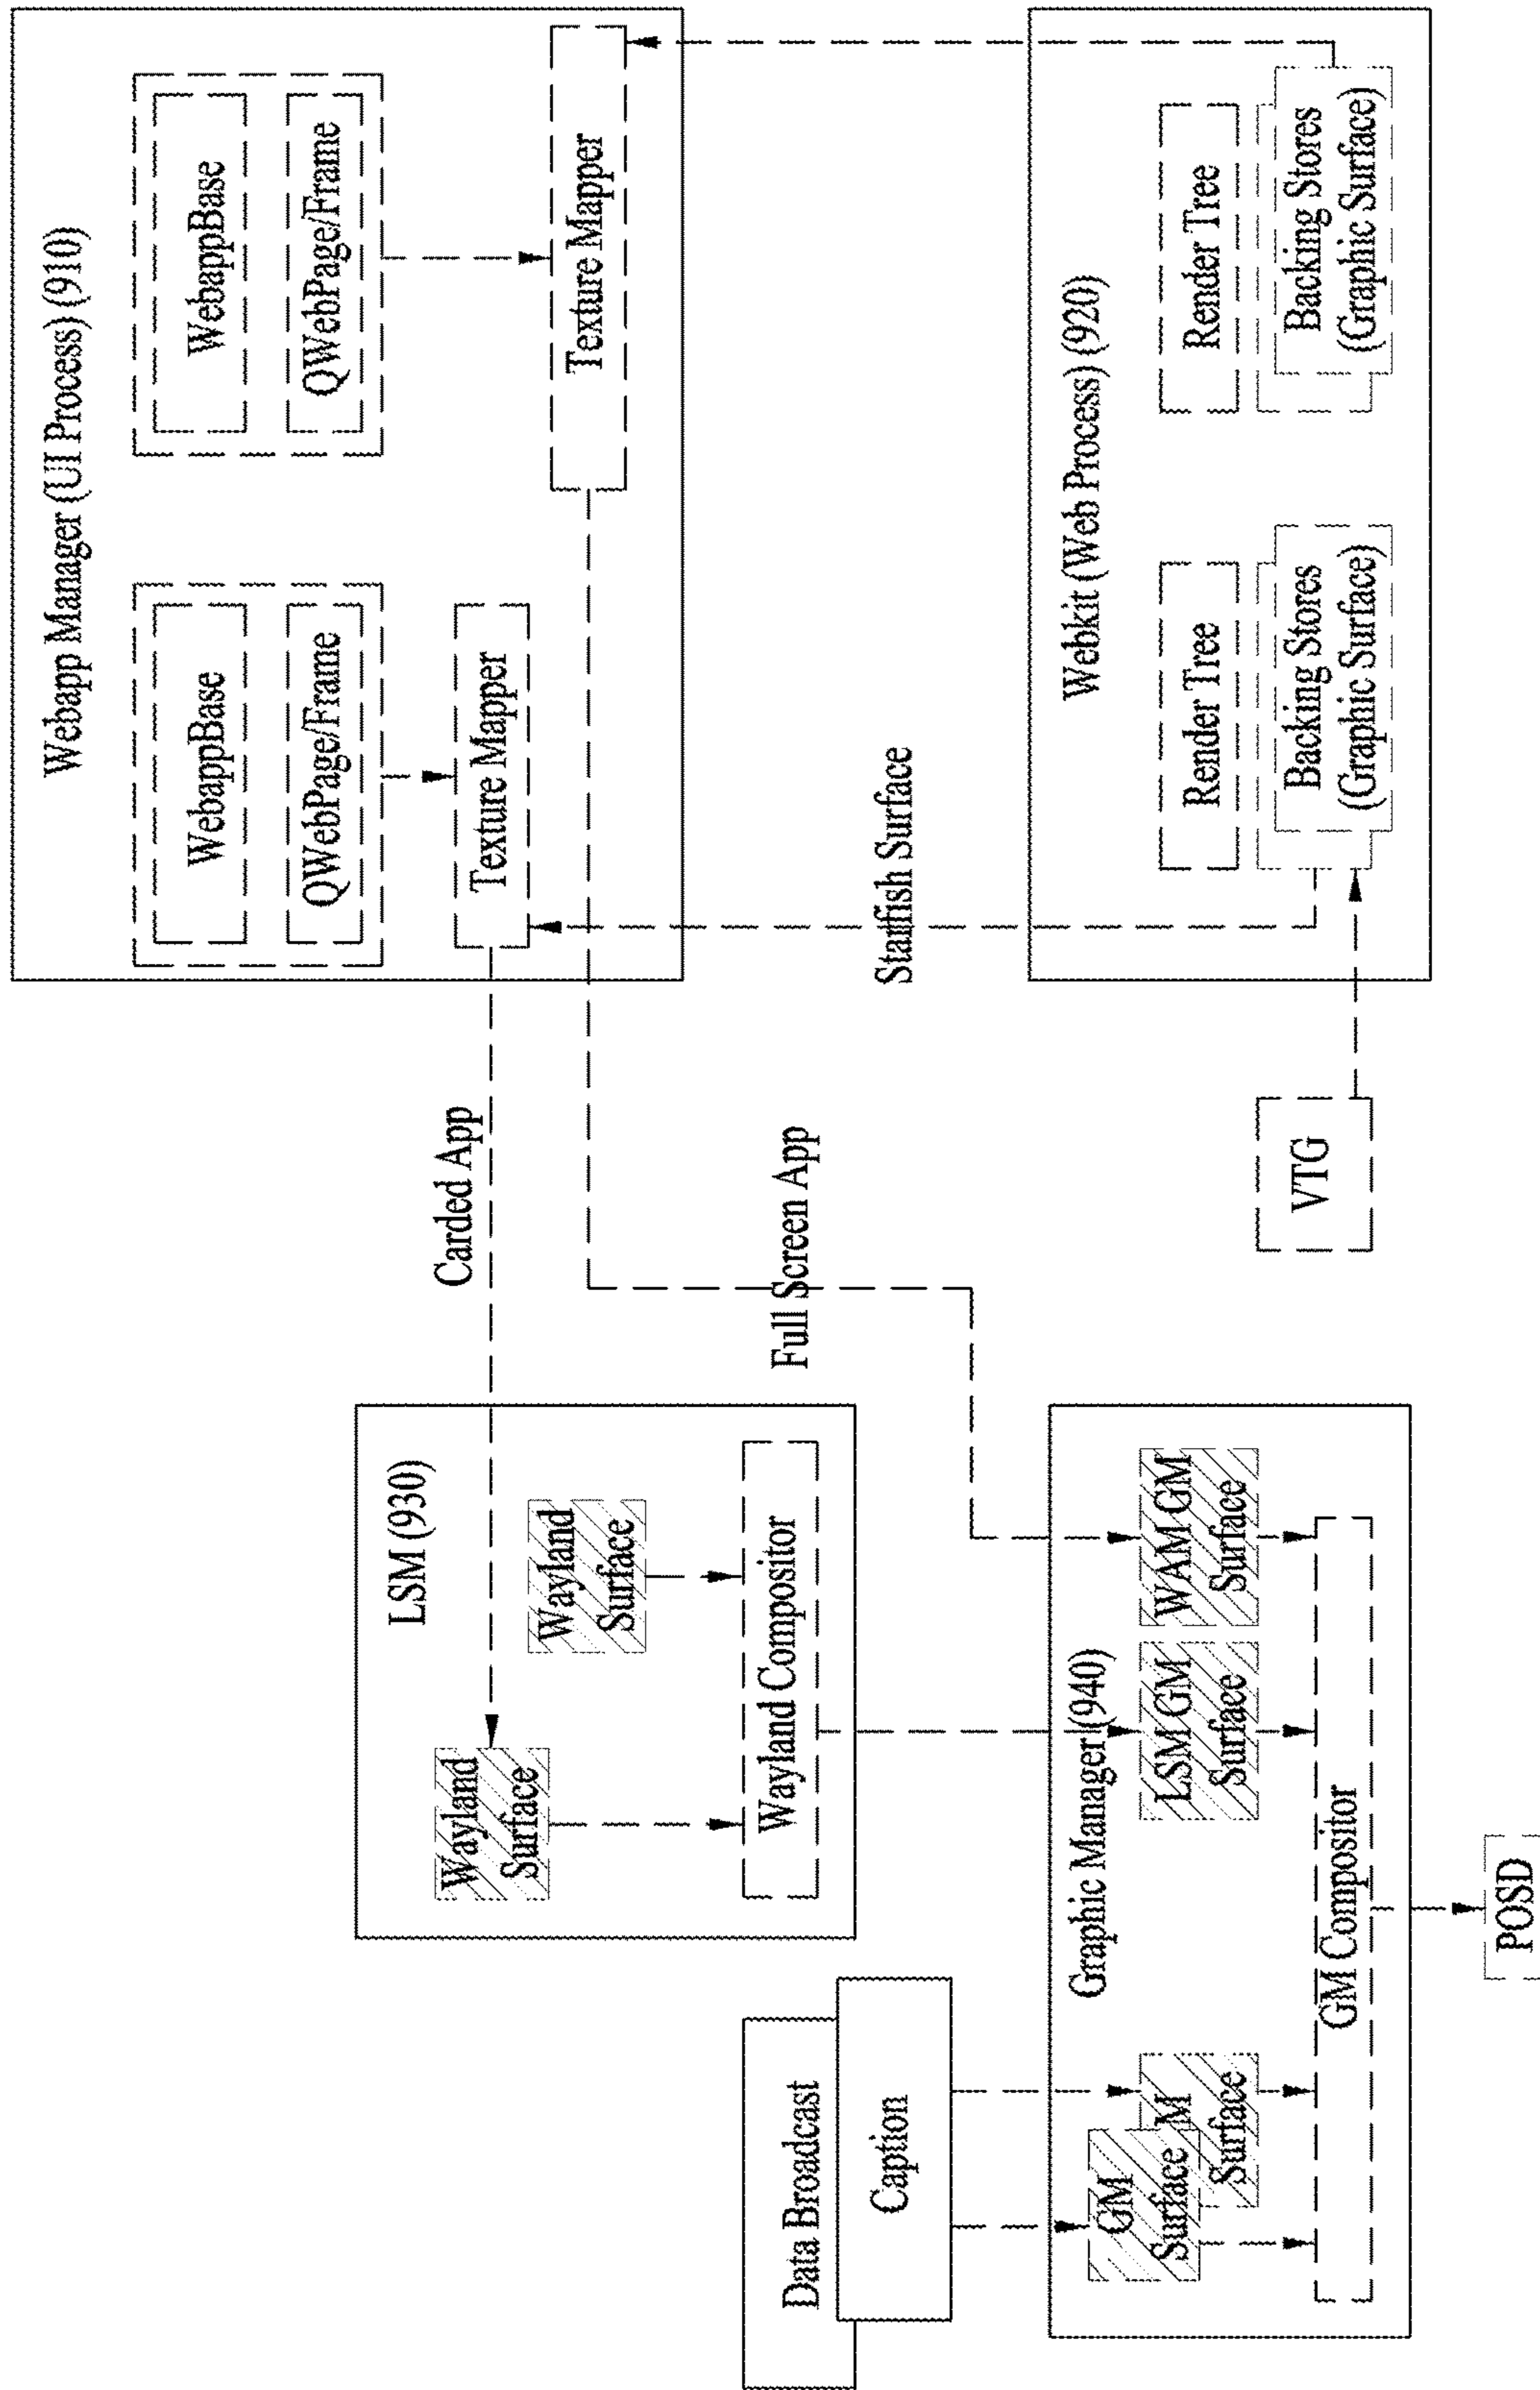 Data Broadcast
Caption
LSM (930)
Wayland
Surface
Wayland
Surface
Wayland Compositor
Carded App
Full Screen App
Webapp Manager (UI Process) (910)
WebappBase
QWebPage/Frame
Texture Mapper
WebappBase
QWebPage/Frame
Texture Mapper
Starfish Surface
Graphic Manager (940)
GM
Surface
M
Surface
LSM GM
Surface
WAM GM
Surface
GM Compositor
POSD
VTG
Webkit (Web Process) (920)
Render Tree
Backing Stores
(Graphic Surface)
Render Tree
Backing Stores
(Graphic Surface)